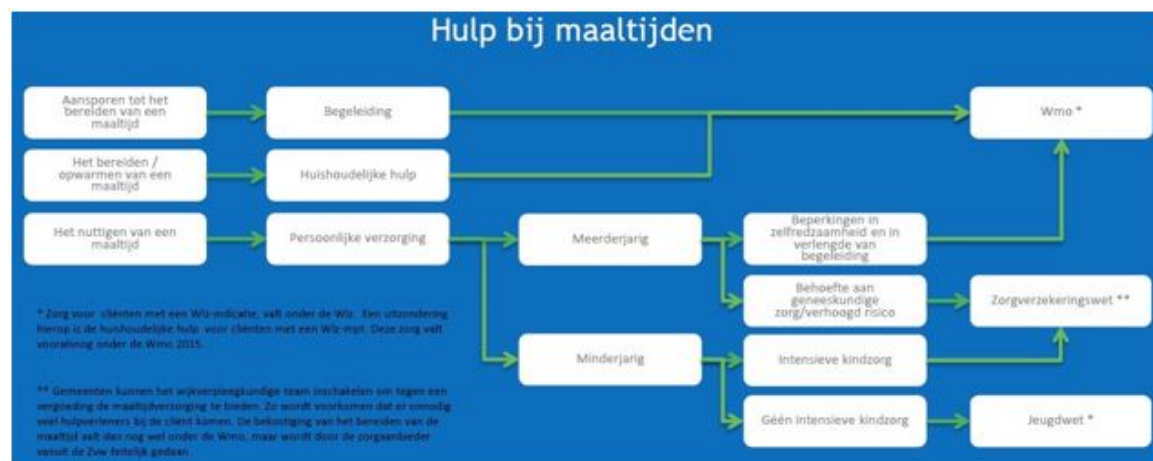 Hulp bij maaltijden
Aansporen tot het
bereiden van een
maaltijd
Begeleiding
Wmo *
Het bereiden /
opwarmen van een
maaltijd
Huishoudelijke hulp
Het nuttigen van een
maaltijd
Persoonlijke verzorging
Meerderjarig
Beperkingen in
zelfredzaamheid en in
verlengde van
begeleiding
Behoefte aan
geneeskundige
zorg/verhoogd risico
Zorgverzekeringswet **
Minderjarig
Intensieve kindzorg
Géén intensieve kindzorg
Jeugdwet *
* Zorg voor cliënten met een Wlz-indicatie, valt onder de Wlz. Een uitzondering
hierop is de huishoudelijke hulp voor cliënten met een Wlz-mpt. Deze zorg valt
vooralsnog onder de Wmo 2015.
** Gemeenten kunnen het wijkverpleegkundige team inschakelen om tegen een
vergoeding de maaltijdverzorging te bieden. Zo wordt voorkomen dat er onnodig
veel hulpverleners bij de cliënt komen. De bekostiging van het bereiden van de
maaltijd valt dan nog wel onder de Wmo, maar wordt door de zorgaanbieder
vanuit de Zvw feitelijk gedaan.